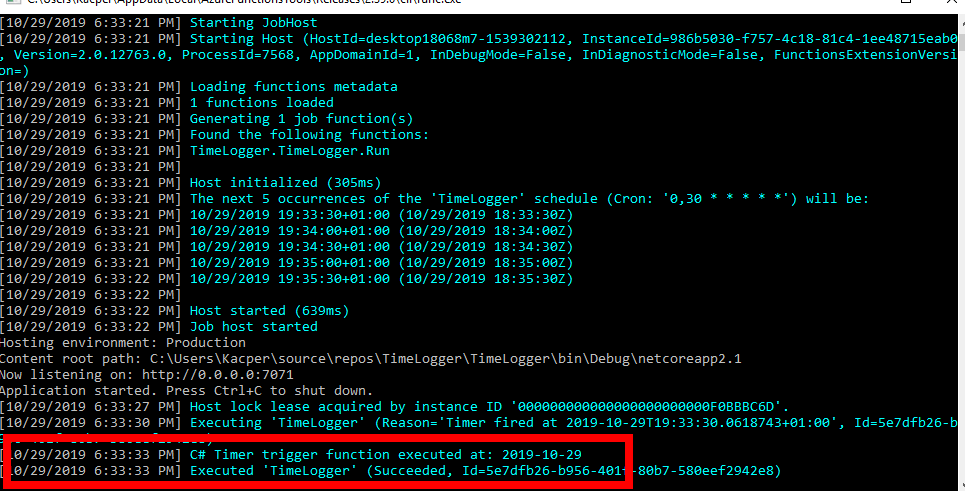 C:\Users\Kacper\AppData\Local\AzureFunctionsTools\Releases\2.39.0\cli\func.exe
[10/29/2019 6:33:21 PM] Starting JobHost
[10/29/2019 6:33:21 PM] Starting Host (HostId=desktop18068m7-1539302112, InstanceId=986b5030-f757-4c18-81c4-1ee48715eab0
, Version=2.0.12763.0, ProcessId=7568, AppDomainId=1, InDebugMode=False, InDiagnosticMode=False, FunctionsExtensionVersi
on=)
[10/29/2019 6:33:21 PM] Loading functions metadata
[10/29/2019 6:33:21 PM] 1 functions loaded
[10/29/2019 6:33:21 PM] Generating 1 job function(s)
[10/29/2019 6:33:21 PM] Found the following functions:
[10/29/2019 6:33:21 PM] TimeLogger.TimeLogger.Run
[10/29/2019 6:33:21 PM]
[10/29/2019 6:33:21 PM] Host initialized (305ms)
[10/29/2019 6:33:21 PM] The next 5 occurrences of the 'TimeLogger' schedule (Cron: '0,30 * * * * *') will be:
[10/29/2019 6:33:21 PM] 10/29/2019 19:33:30+01:00 (10/29/2019 18:33:30Z)
[10/29/2019 6:33:21 PM] 10/29/2019 19:34:00+01:00 (10/29/2019 18:34:00Z)
[10/29/2019 6:33:21 PM] 10/29/2019 19:34:30+01:00 (10/29/2019 18:34:30Z)
[10/29/2019 6:33:21 PM] 10/29/2019 19:35:00+01:00 (10/29/2019 18:35:00Z)
[10/29/2019 6:33:21 PM] 10/29/2019 19:35:30+01:00 (10/29/2019 18:35:30Z)
[10/29/2019 6:33:22 PM]
[10/29/2019 6:33:22 PM] Host started (639ms)
[10/29/2019 6:33:22 PM] Job host started
Hosting environment: Production
Content root path: C:\Users\Kacper\source\repos\TimeLogger\TimeLogger\bin\Debug\netcoreapp2.1
Now listening on: http://0.0.0.0:7071
Application started. Press Ctrl+C to shut down.
[10/29/2019 6:33:27 PM] Host lock lease acquired by instance ID '000000000000000000000000F0BBBC6D'.
[10/29/2019 6:33:30 PM] Executing 'TimeLogger' (Reason='Timer fired at 2019-10-29T19:33:30.0618743+01:00', Id=5e7dfb26-b
[10/29/2019 6:33:33 PM] C# Timer trigger function executed at: 2019-10-29
[10/29/2019 6:33:33 PM] Executed 'TimeLogger' (Succeeded, Id=5e7dfb26-b956-401f-80b7-580eef2942e8)